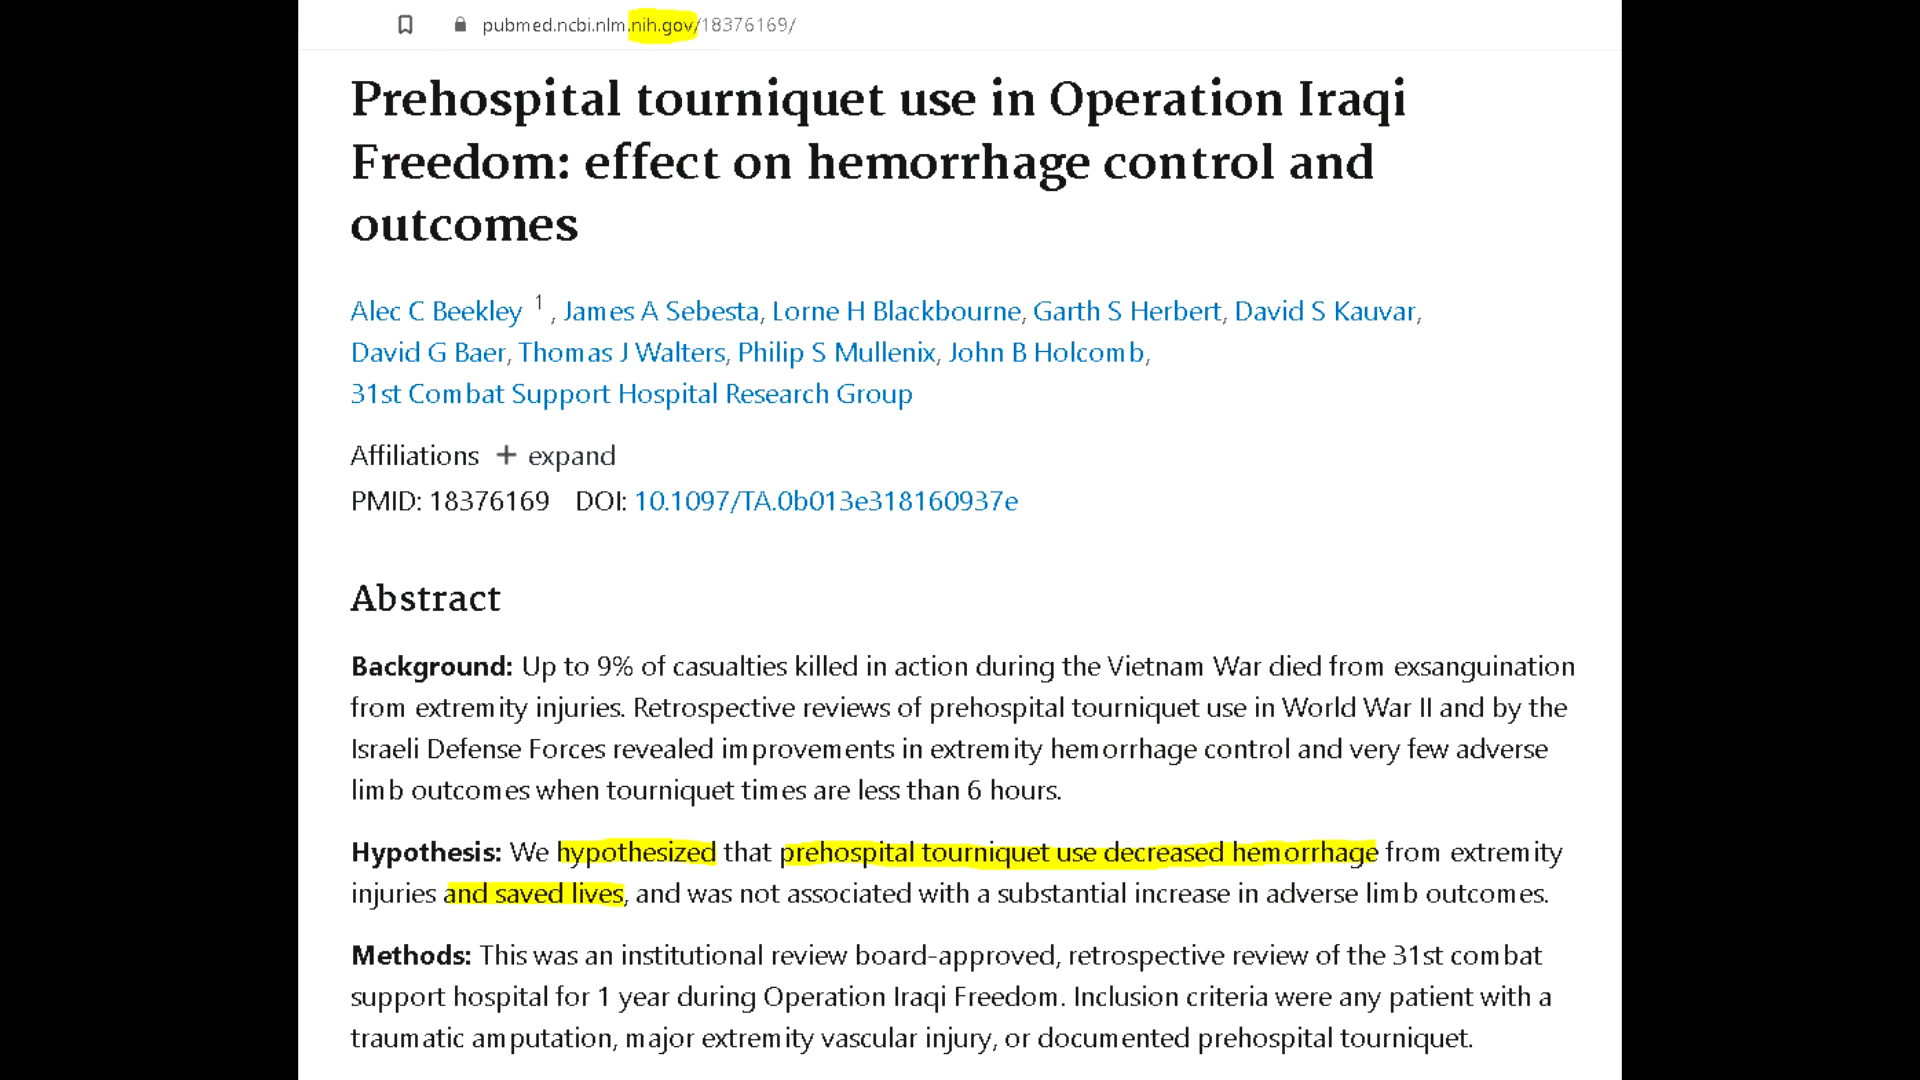 pubmed.ncbi.nlm.nih.gov/18376169/
Prehospital tourniquet use in Operation Iraqi
Freedom: effect on hemorrhage control and
outcomes
Alec C Beekley 1, James A Sebesta, Lorne H Blackbourne, Garth S Herbert, David S Kauvar,
David G Baer, Thomas J Walters, Philip S Mullenix, John B Holcomb,
31st Combat Support Hospital Research Group
Affiliations + expand
PMID: 18376169 DOI: 10.1097/TA.0b013e318160937e
Abstract
Background: Up to 9% of casualties killed in action during the Vietnam War died from exsanguination
from extremity injuries. Retrospective reviews of prehospital tourniquet use in World War II and by the
Israeli Defense Forces revealed improvements in extremity hemorrhage control and very few adverse
limb outcomes when tourniquet times are less than 6 hours.
Hypothesis: We hypothesized that prehospital tourniquet use decreased hemorrhage from extremity
injuries and saved lives, and was not associated with a substantial increase in adverse limb outcomes.
Methods: This was an institutional review board-approved, retrospective review of the 31st combat
support hospital for 1 year during Operation Iraqi Freedom. Inclusion criteria were any patient with a
traumatic amputation, major extremity vascular injury, or documented prehospital tourniquet.